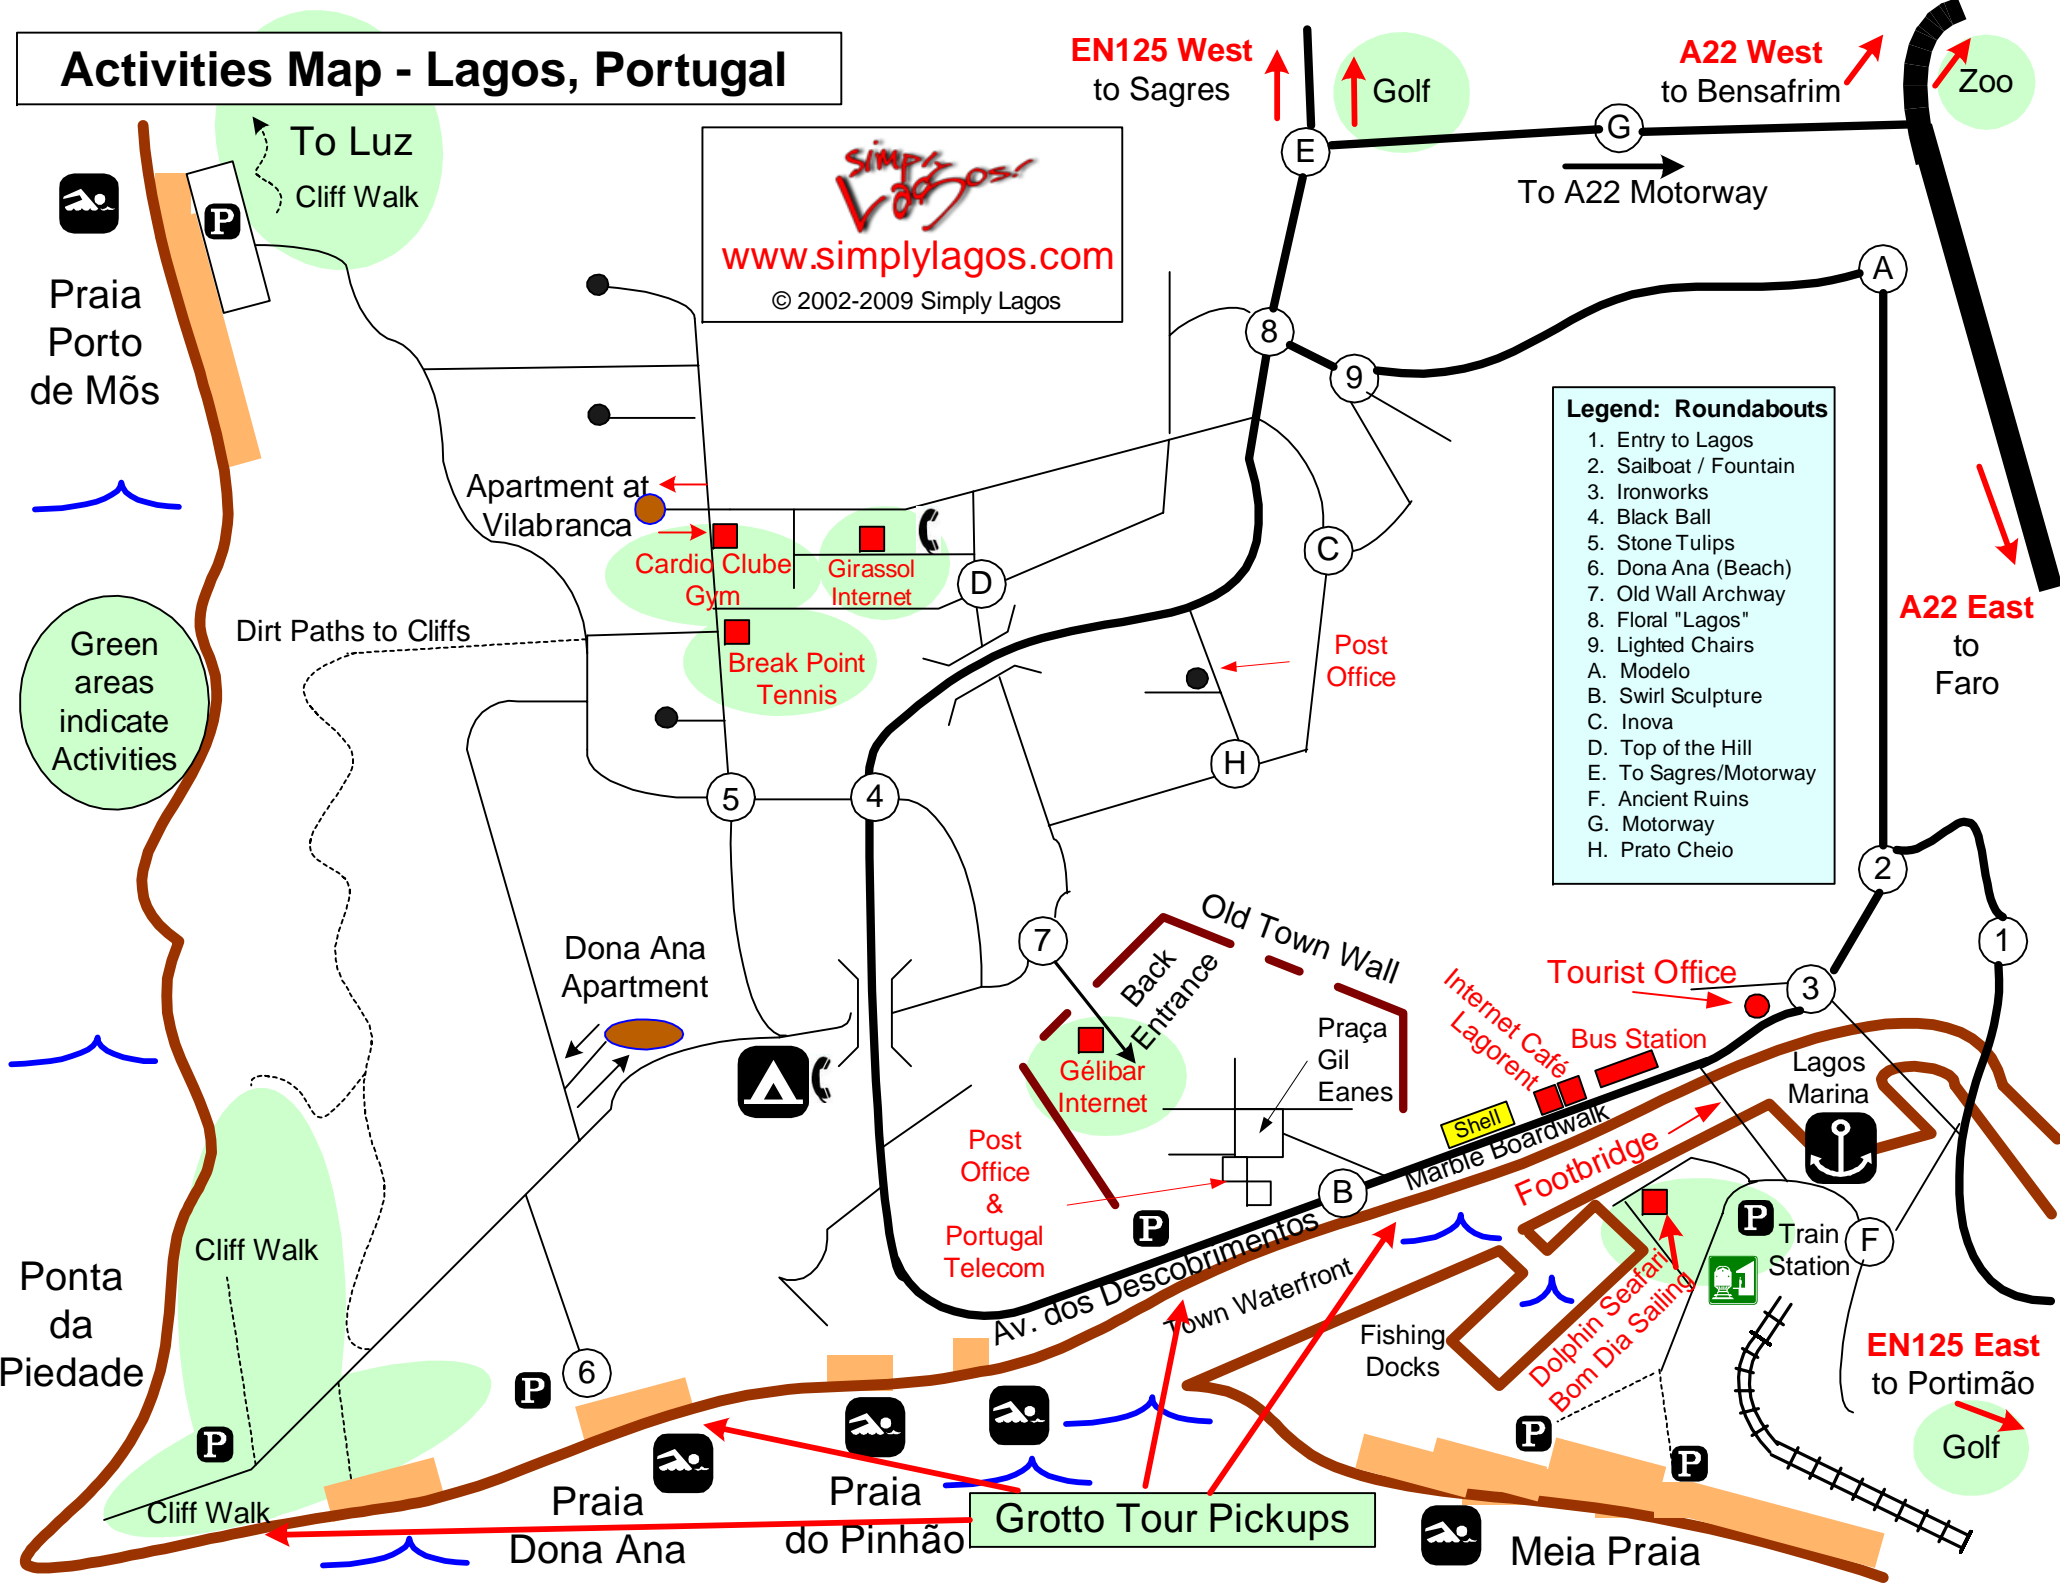 Activities Map - Lagos, Portugal
EN125 West
to Sagres
Golf
A22 West
to Bensafrim
Zoo
To Luz
Cliff Walk
P
simply
Lagos!
www.simplylagos.com
© 2002-2009 Simply Lagos
E
G
To A22 Motorway
Praia
Porto
de Mõs
A
8
9
Legend: Roundabouts
1. Entry to Lagos
2. Sailboat / Fountain
3. Ironworks
4. Black Ball
5. Stone Tulips
6. Dona Ana (Beach)
7. Old Wall Archway
8. Floral "Lagos"
9. Lighted Chairs
A. Modelo
B. Swirl Sculpture
C. Inova
D. Top of the Hill
E. To Sagres/Motorway
F. Ancient Ruins
G. Motorway
H. Prato Cheio
Apartment at
Vilabranca
Cardio Clube
Gym
Girassol
Internet
D
C
A22 East
to
Faro
Green
areas
indicate
Activities
Dirt Paths to Cliffs
Break Point
Tennis
Post
Office
H
5
4
2
1
3
7
Dona Ana
Apartment
Old Town Wall
Back
Entrance
Praça
Gil
Eanes
Gélibar
Internet
Internet Café
Lagorent
Tourist Office
Bus Station
Shell
Lagos
Marina
Marble Boardwalk
Footbridge
Post
Office
&
Portugal
Telecom
P
B
Av. dos Descobrimentos
Town Waterfront
P
Train
Station
F
Dolphin Seafari
Bom Dia Sailing
Fishing
Docks
EN125 East
to Portimão
Golf
Cliff Walk
Ponta
da
Piedade
P
6
P
Cliff Walk
Praia
Dona Ana
Praia
do Pinhão
Grotto Tour Pickups
P
P
Meia Praia